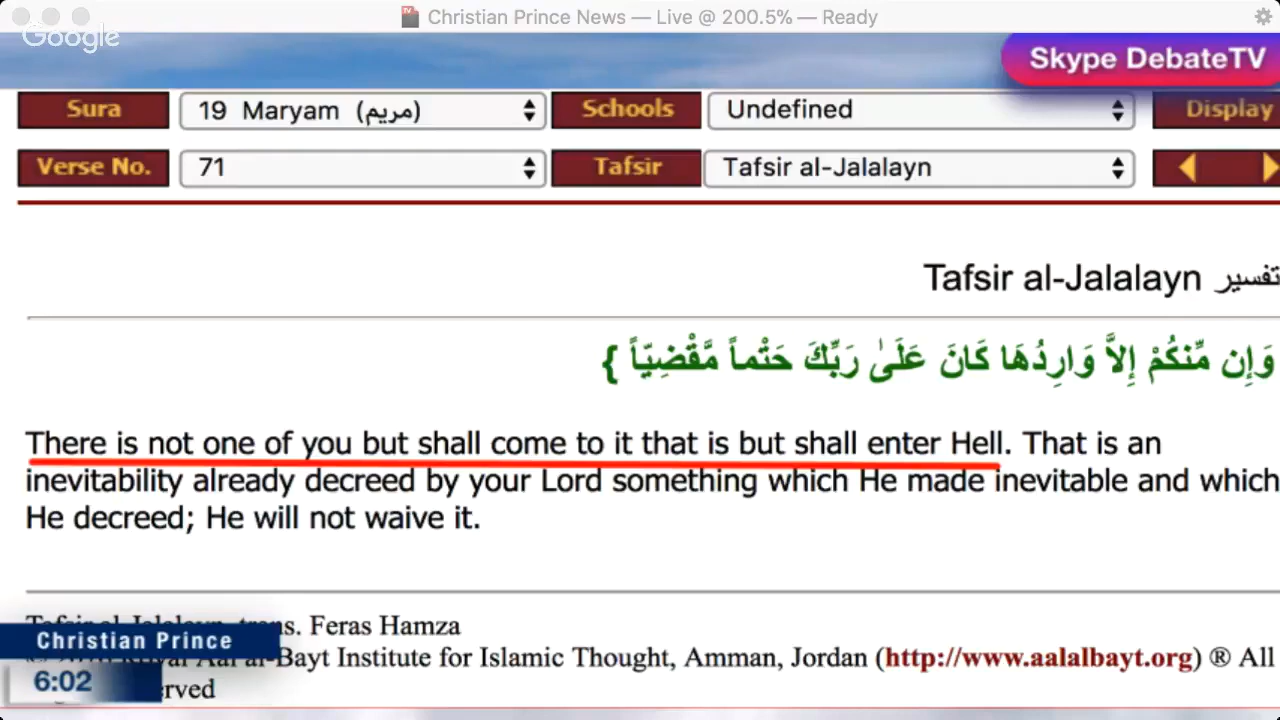 Christian Prince News — Live @ 200.5% — Ready
Google
Skype DebateTV
Sura 19 Maryam (مريم) Schools Undefined Display
Verse No. 71 Tafsir Tafsir al-Jalalayn
Tafsir al-Jalalayn تفسير
وَإِن مِّنكُمْ إِلاَّ وَارِدُهَا كَانَ عَلَىٰ رَبِّكَ حَتْماً مَّقْضِيّاً }
There is not one of you but shall come to it that is but shall enter Hell. That is an
inevitability already decreed by your Lord something which He made inevitable and which
He decreed; He will not waive it.
Tafsir al-Jalalayn, trans. Feras Hamza
Bayt Institute for Islamic Thought, Amman, Jordan (http://www.aalalbayt.org) ® All
Christian Prince
6:02